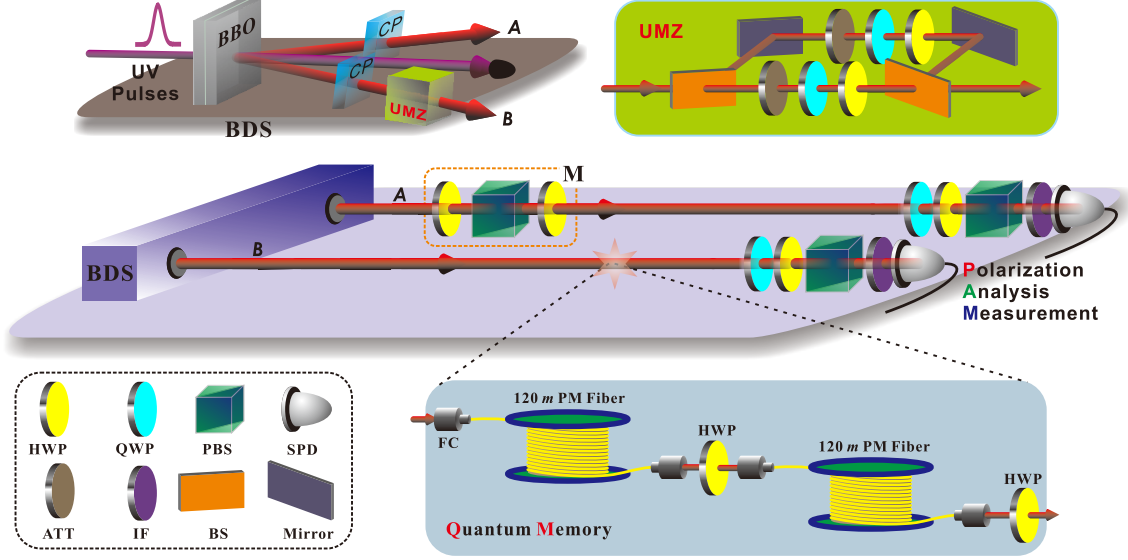 BBO
CP
A
UV
Pulses
CP
UMZ
B
BDS
UMZ
M
A
B
BDS
Polarization
Analysis
Measurement
HWP
QWP
PBS
SPD
ATT
IF
BS
Mirror
120 m PM Fiber
FC
HWP
120 m PM Fiber
HWP
Quantum Memory